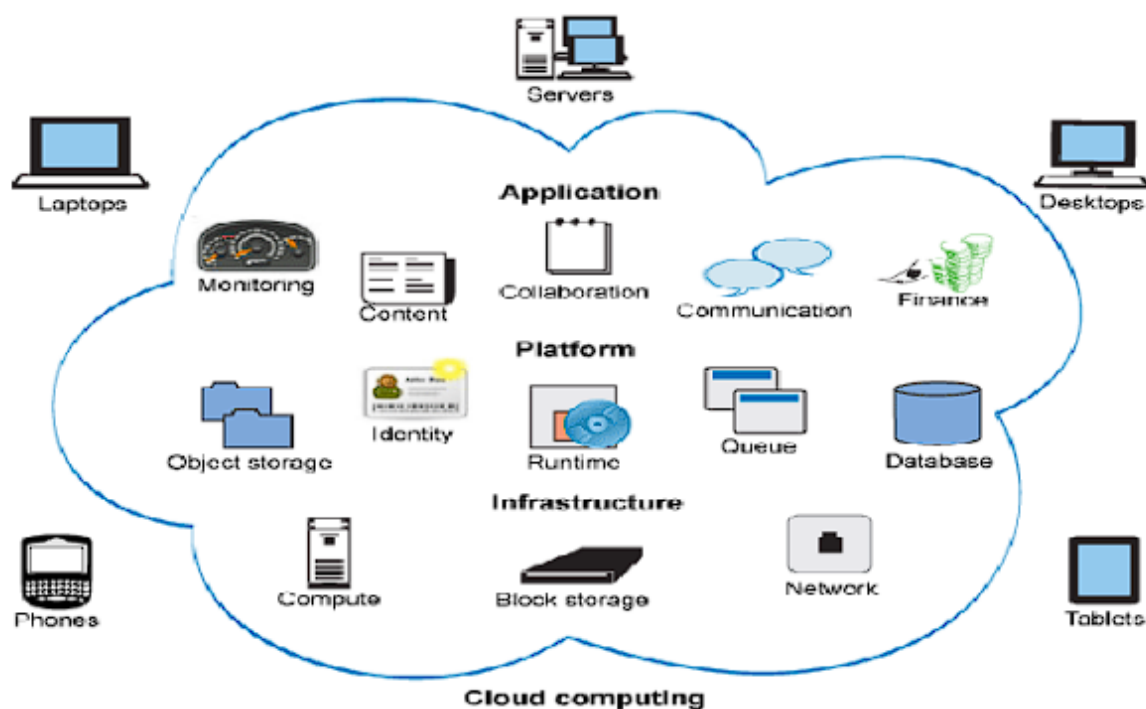 Servers
Laptops
Desktops
Application
Monitoring
Content
Collaboration
Communication
Finance
Platform
Object storage
Identity
Runtime
Queue
Database
Infrastructure
Compute
Block storage
Network
Phones
Tablets
Cloud computing